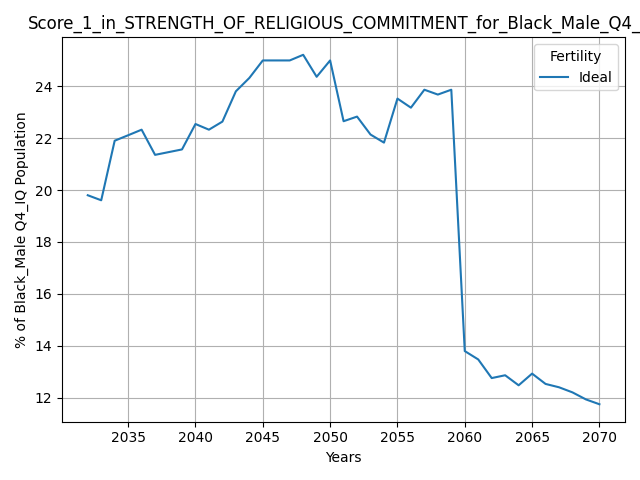 Score_1_in_STRENGTH_OF_RELIGIOUS_COMMITMENT_for_Black_Male_Q4_
Fertility
Ideal
% of Black_Male Q4_IQ Population
24
22
20
18
16
14
12
2035 2040 2045 2050 2055 2060 2065 2070
Years